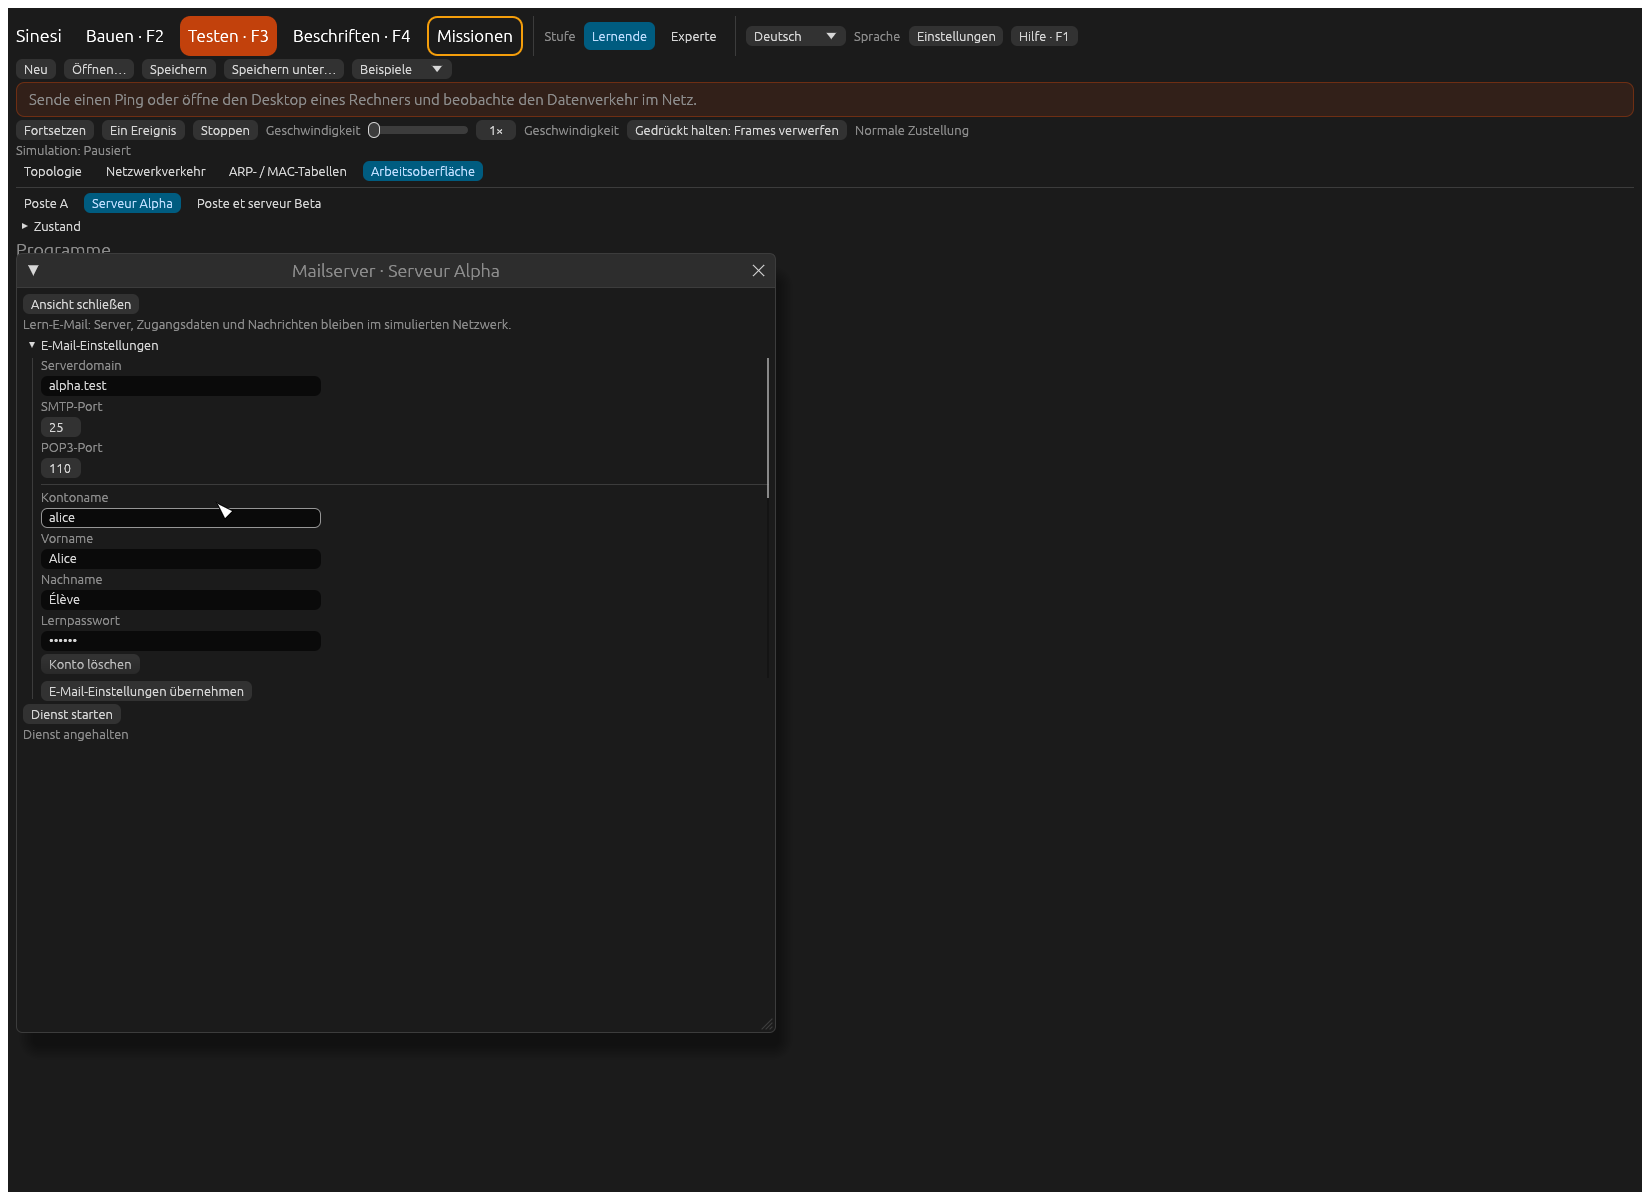 Sinesi Bauen · F2 Testen · F3 Beschriften · F4 Missionen Stufe Lernende Experte Deutsch Sprache Einstellungen Hilfe · F1
Neu Öffnen... Speichern Speichern unter... Beispiele
Sende einen Ping oder öffne den Desktop eines Rechners und beobachte den Datenverkehr im Netz.
Fortsetzen Ein Ereignis Stoppen Geschwindigkeit 1× Geschwindigkeit Gedrückt halten: Frames verwerfen Normale Zustellung
Simulation: Pausiert
Topologie Netzwerkverkehr ARP- / MAC-Tabellen Arbeitsoberfläche
Poste A Serveur Alpha Poste et serveur Beta
Zustand
Programme
Mailserver · Serveur Alpha
Ansicht schließen
Lern-E-Mail: Server, Zugangsdaten und Nachrichten bleiben im simulierten Netzwerk.
E-Mail-Einstellungen
Serverdomain
alpha.test
SMTP-Port
25
POP3-Port
110
Kontoname
alice
Vorname
Alice
Nachname
Élève
Lernpasswort
••••••
Konto löschen
E-Mail-Einstellungen übernehmen
Dienst starten
Dienst angehalten